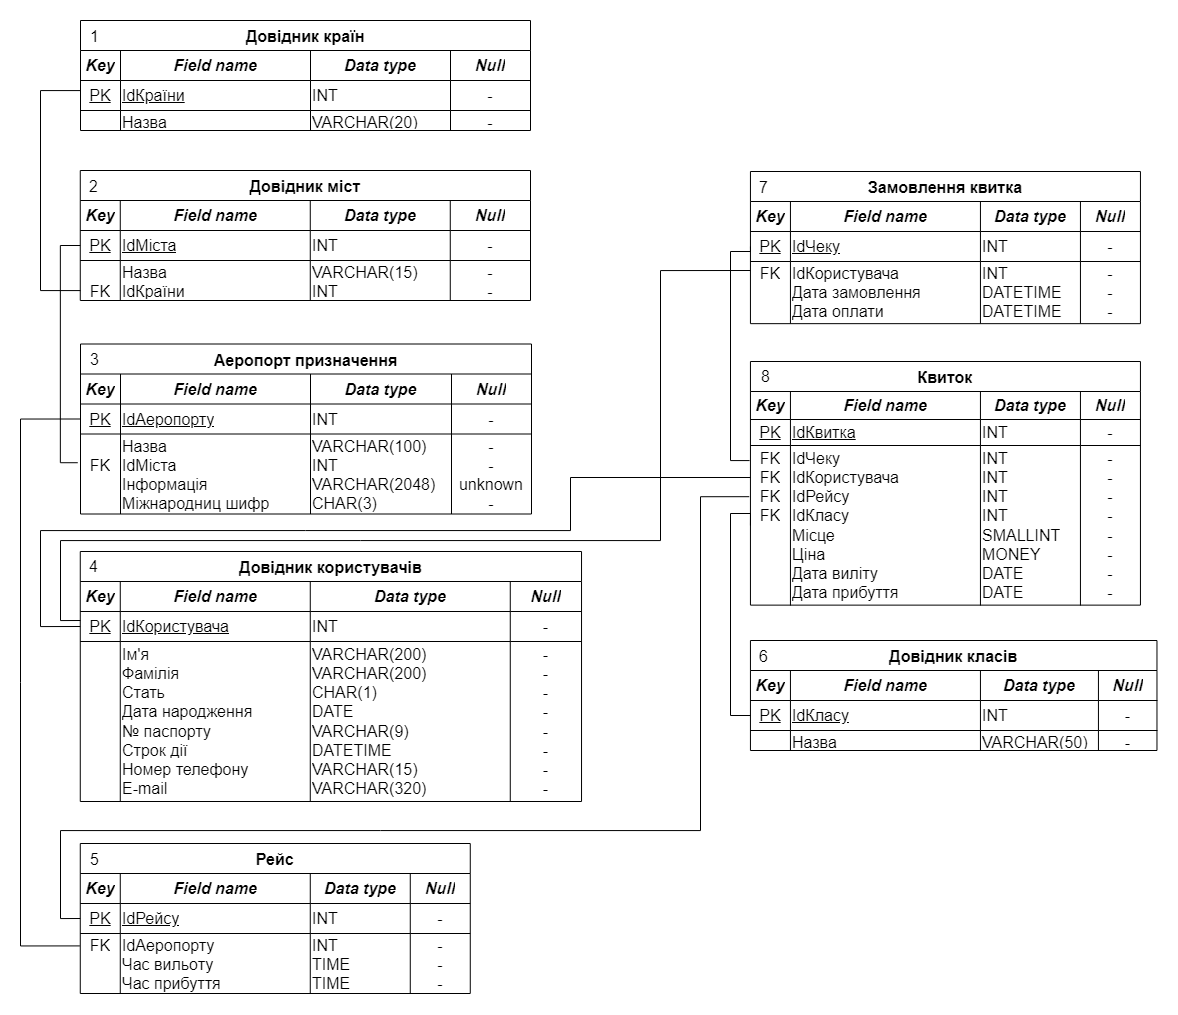 1 Довідник країн
Key Field name Data type Null
PK IdКраїни INT -
Назва VARCHAR(20) -
2 Довідник міст
Key Field name Data type Null
PK IdМіста INT -
Назва VARCHAR(15) -
FK IdКраїни INT -
3 Аеропорт призначення
Key Field name Data type Null
PK IdАеропорту INT -
Назва VARCHAR(100) -
FK IdМіста INT -
Інформація VARCHAR(2048) unknown
Міжнародниц шифр CHAR(3) -
4 Довідник користувачів
Key Field name Data type Null
PK IdКористувача INT -
Ім'я VARCHAR(200) -
Фамілія VARCHAR(200) -
Стать CHAR(1) -
Дата народження DATE -
№ паспорту VARCHAR(9) -
Строк дії DATETIME -
Номер телефону VARCHAR(15) -
E-mail VARCHAR(320) -
5 Рейс
Key Field name Data type Null
PK IdРейсу INT -
FK IdАеропорту INT -
Час вильоту TIME -
Час прибуття TIME -
7 Замовлення квитка
Key Field name Data type Null
PK IdЧеку INT -
FK IdКористувача INT -
Дата замовлення DATETIME -
Дата оплати DATETIME -
8 Квиток
Key Field name Data type Null
PK IdКвитка INT -
FK IdЧеку INT -
FK IdКористувача INT -
FK IdРейсу INT -
FK IdКласу INT -
Місце SMALLINT -
Ціна MONEY -
Дата виліту DATE -
Дата прибуття DATE -
6 Довідник класів
Key Field name Data type Null
PK IdКласу INT -
Назва VARCHAR(50) -